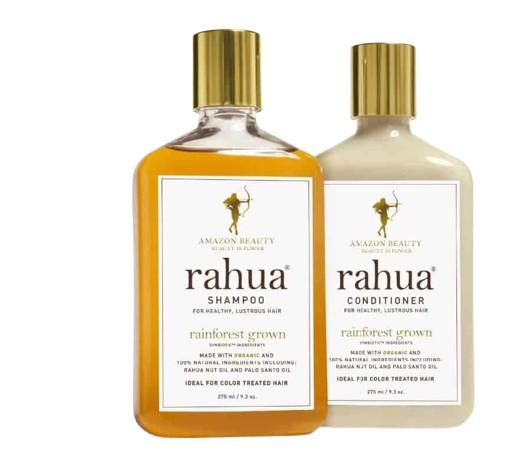 AMAZON BEAUTY
BEAUTY IS POWER
rahua®
SHAMPOO
FOR HEALTHY, LUSTROUS HAIR
rainforest grown
SYMBIOTIC™ INGREDIENTS
MADE WITH ORGANIC AND
100% NATURAL INGREDIENTS INCLUDING:
RAHUA NUT OIL AND PALO SANTO OIL
IDEAL FOR COLOR TREATED HAIR
275 ml / 9.3 oz.
AMAZON BEAUTY
BEAUTY IS POWER
rahua®
CONDITIONER
FOR HEALTHY, LUSTROUS HAIR
rainforest grown
SYMBIOTIC™ INGREDIENTS
MADE WITH ORGANIC AND
100% NATURAL INGREDIENTS INCLUDING:
RAHUA NUT OIL AND PALO SANTO OIL
IDEAL FOR COLOR TREATED HAIR
275 ml / 9.3 oz.